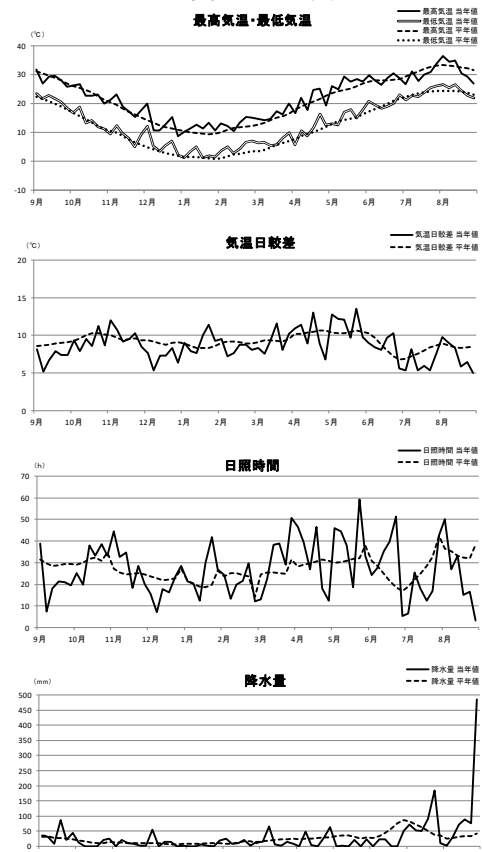 最高気温・最低気温
(℃)
最高気温 当年値
最低気温 当年値
最高気温 平年値
最低気温 平年値
40
30
20
10
0
-10
9月 10月 11月 12月 1月 2月 3月 4月 5月 6月 7月 8月
気温日較差
(℃)
気温日較差 当年値
気温日較差 平年値
20
15
10
5
0
9月 10月 11月 12月 1月 2月 3月 4月 5月 6月 7月 8月
日照時間
(h)
日照時間 当年値
日照時間 平年値
70
60
50
40
30
20
10
0
9月 10月 11月 12月 1月 2月 3月 4月 5月 6月 7月 8月
降水量
(mm)
降水量 当年値
降水量 平年値
500
450
400
350
300
250
200
150
100
50
0